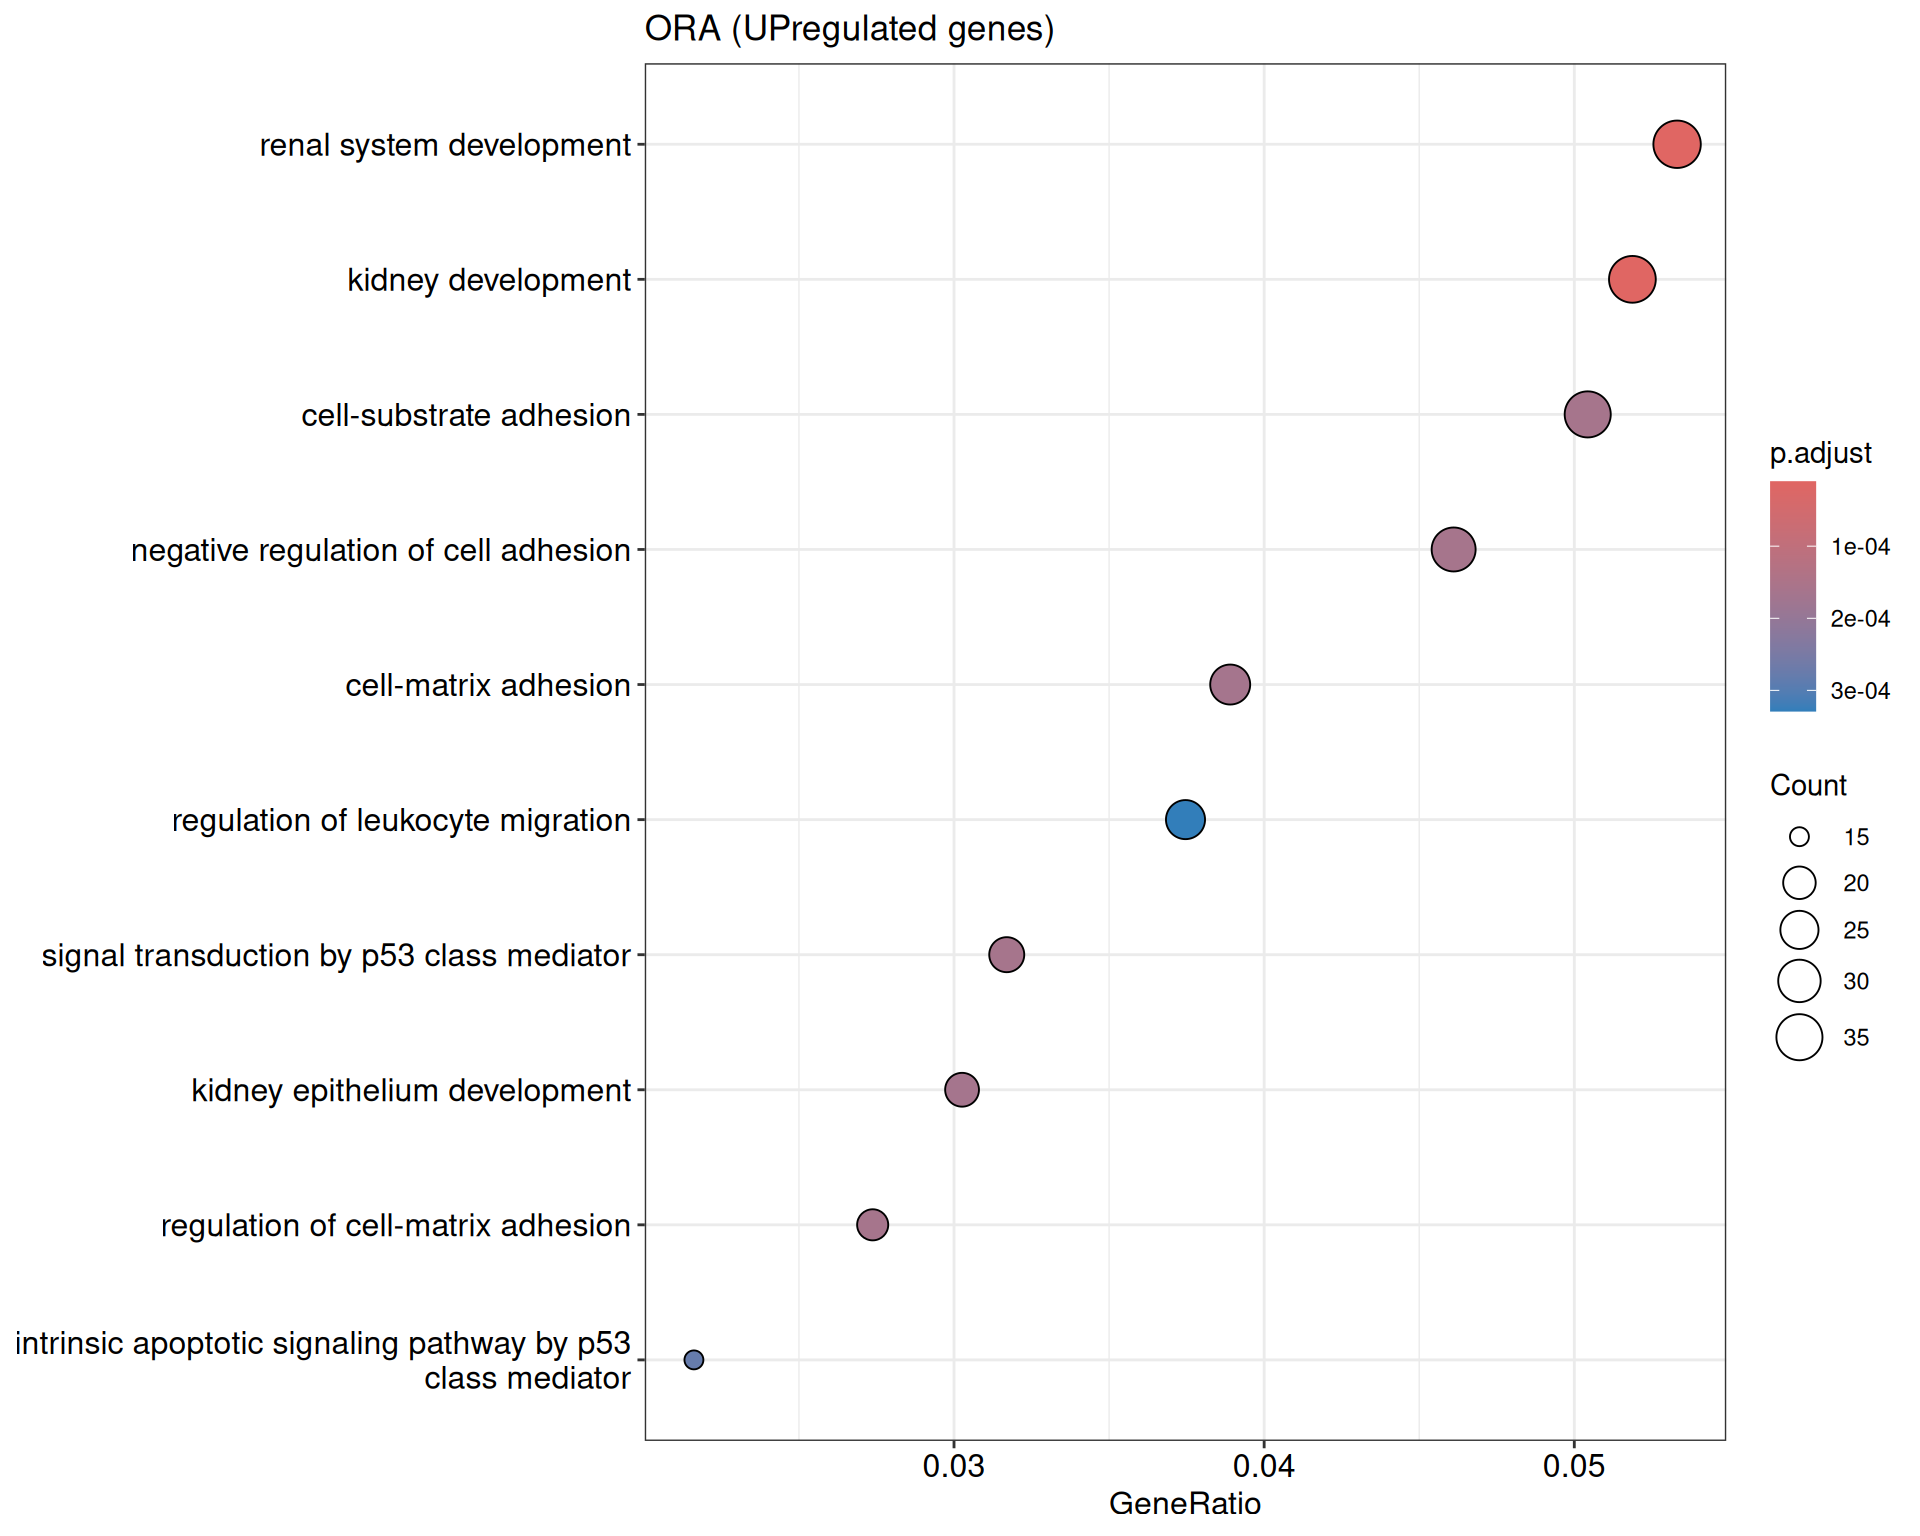 ORA (UPregulated genes)
renal system development
kidney development
cell-substrate adhesion
negative regulation of cell adhesion
cell-matrix adhesion
regulation of leukocyte migration
signal transduction by p53 class mediator
kidney epithelium development
regulation of cell-matrix adhesion
intrinsic apoptotic signaling pathway by p53
class mediator
0.03
0.04
0.05
GeneRatio
p.adjust
1e-04
2e-04
3e-04
Count
15
20
25
30
35